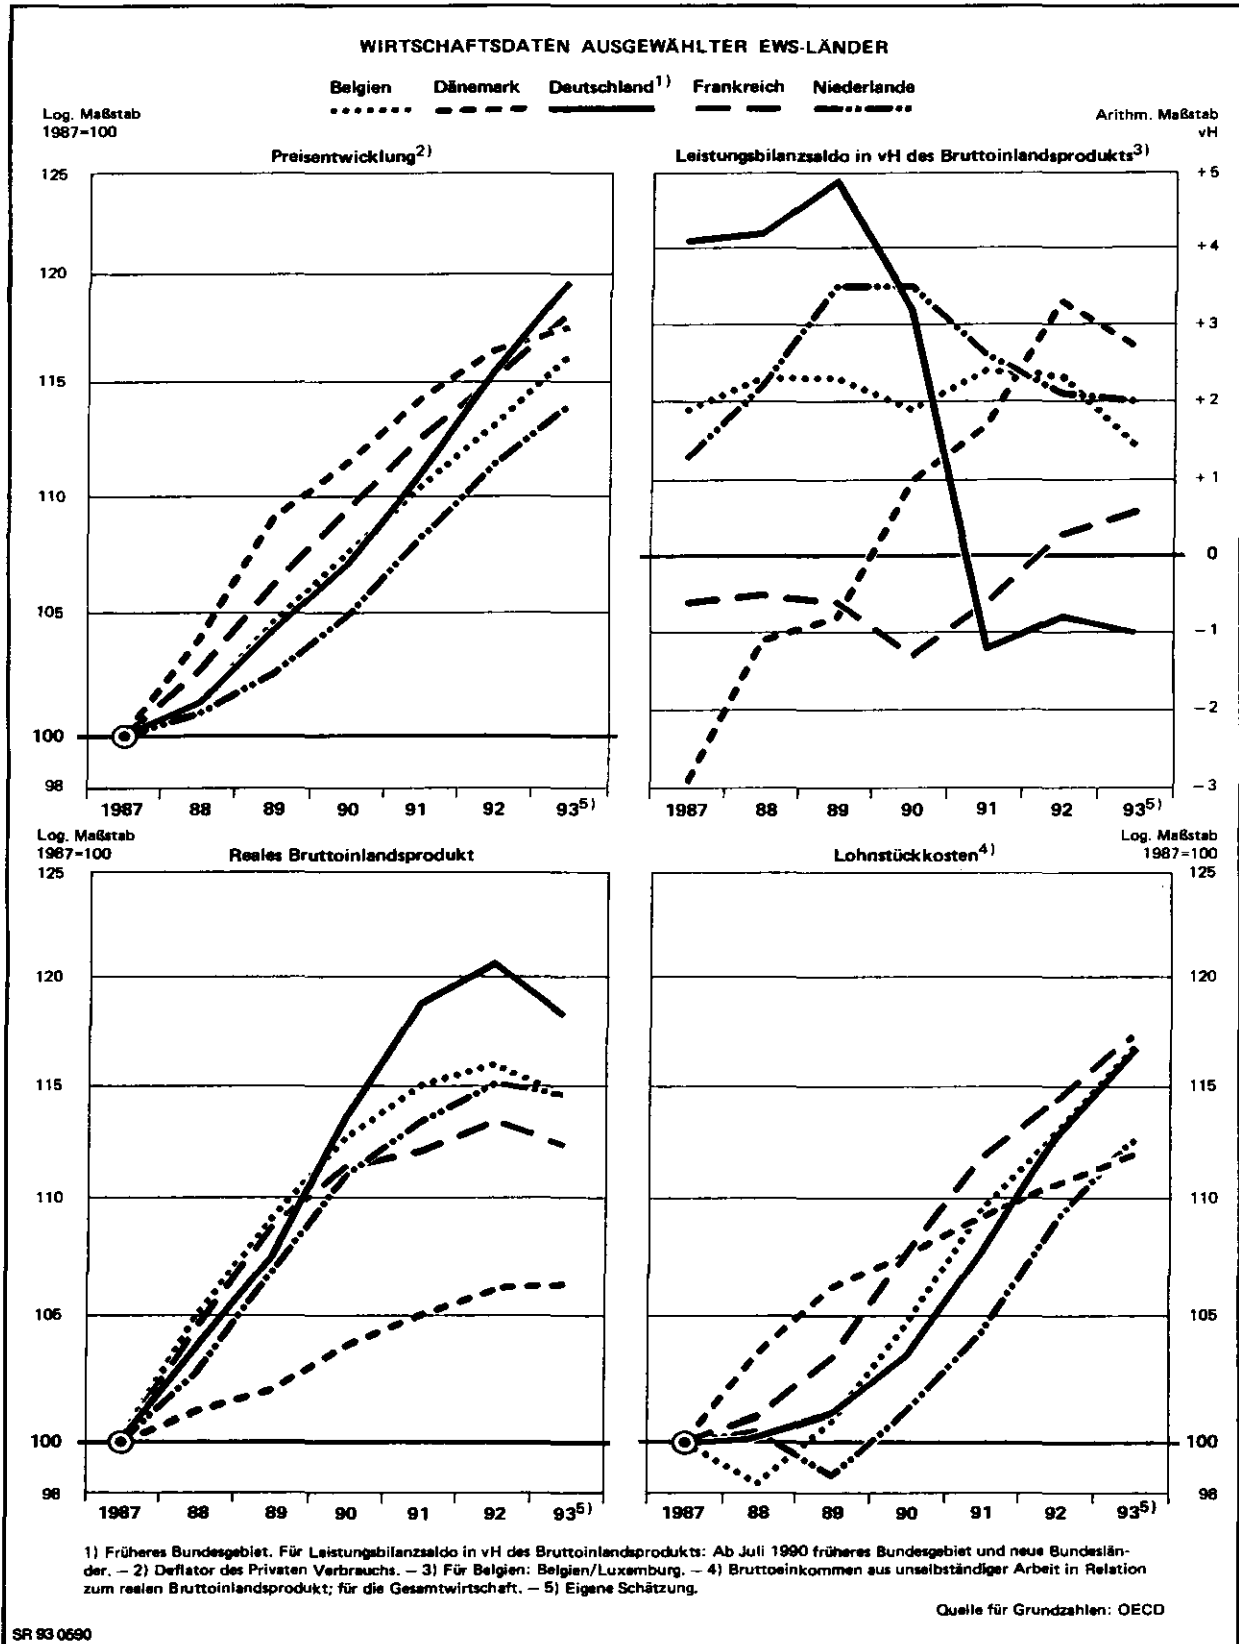 WIRTSCHAFTSDATEN AUSGEWÄHLTER EWS-LÄNDER
Belgien Dänemark Deutschland1) Frankreich Niederlande
Log. Maßstab
1987=100
Arithm. Maßstab
vH
Preisentwicklung2)
Leistungsbilanzsaldo in vH des Bruttoinlandsprodukts3)
125
120
115
110
105
100
98
+5
+4
+3
+2
+1
0
−1
−2
−3
1987 88 89 90 91 92 935)
1987 88 89 90 91 92 935)
Log. Maßstab
1987=100
Reales Bruttoinlandsprodukt
Lohnstückkosten4)
Log. Maßstab
1987=100
125
120
115
110
105
100
98
125
120
115
110
105
100
98
1987 88 89 90 91 92 935)
1987 88 89 90 91 92 935)
1) Früheres Bundesgebiet. Für Leistungsbilanzsaldo in vH des Bruttoinlandsprodukts: Ab Juli 1990 früheres Bundesgebiet und neue Bundeslän-
der. – 2) Deflator des Privaten Verbrauchs. – 3) Für Belgien: Belgien/Luxemburg. – 4) Bruttoeinkommen aus unselbständiger Arbeit in Relation
zum realen Bruttoinlandsprodukt; für die Gesamtwirtschaft. – 5) Eigene Schätzung.
Quelle für Grundzahlen: OECD
SR 93 0590